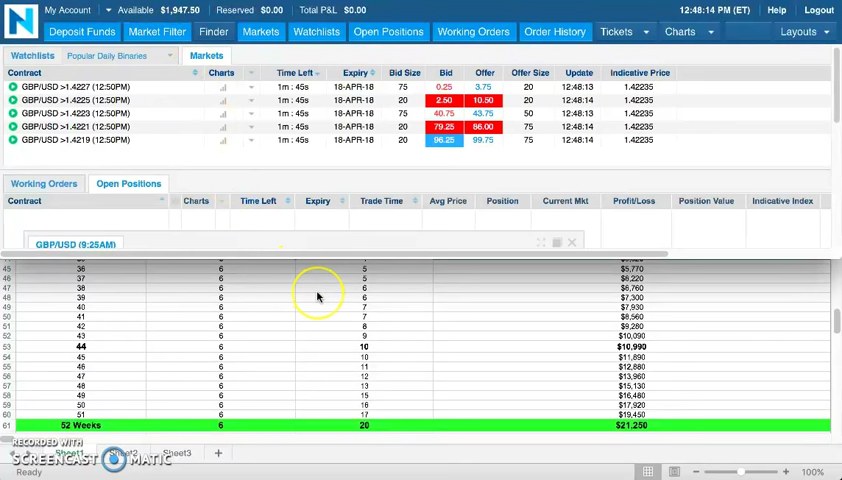 My Account Available $1,947.50 Reserved $0.00 Total P&L $0.00 12:48:14 PM (ET) Help Logout
N Deposit Funds Market Filter Finder Markets Watchlists Open Positions Working Orders Order History Tickets Charts Layouts
Watchlists Popular Daily Binaries Markets
Contract Charts Time Left Expiry Bid Size Bid Offer Offer Size Update Indicative Price
GBP/USD >1.4227 (12:50PM) 1m : 45s 18-APR-18 75 0.25 3.75 20 12:48:13 1.42235
GBP/USD >1.4225 (12:50PM) 1m : 45s 18-APR-18 20 2.50 10.50 20 12:48:14 1.42235
GBP/USD >1.4223 (12:50PM) 1m : 45s 18-APR-18 75 40.75 43.75 50 12:48:13 1.42235
GBP/USD >1.4221 (12:50PM) 1m : 45s 18-APR-18 20 79.25 86.00 75 12:48:14 1.42235
GBP/USD >1.4219 (12:50PM) 1m : 45s 18-APR-18 20 96.25 99.75 75 12:48:14 1.42235
Working Orders Open Positions
Contract Charts Time Left Expiry Trade Time Avg Price Position Current Mkt Profit/Loss Position Value Indicative Index
GBP/USD (9:25AM)
45 36 6 5 $5,770
46 37 6 5 $6,220
47 38 6 6 $6,760
48 39 6 6 $7,300
49 40 6 7 $7,930
50 41 6 7 $8,560
51 42 6 8 $9,280
52 43 6 9 $10,090
53 44 6 10 $10,990
54 45 6 10 $11,890
55 46 6 11 $12,880
56 47 6 12 $13,960
57 48 6 13 $15,130
58 49 6 15 $16,480
59 50 6 16 $17,920
60 51 6 17 $19,450
61 52 Weeks 6 20 $21,250
RECORDED WITH
SCREENCAST MATIC
Sheet1 Sheet2 Sheet3 +
Ready 100%